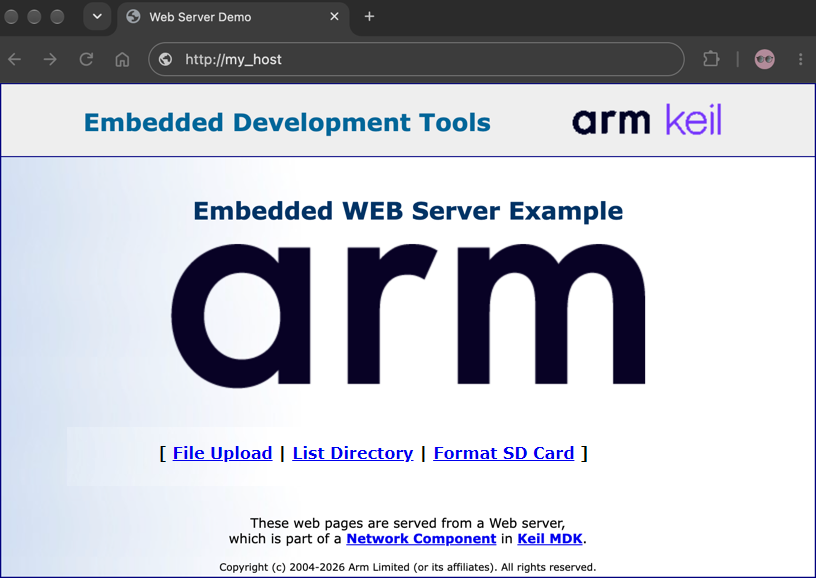 Web Server Demo
http://my_host
Embedded Development Tools
arm keil
Embedded WEB Server Example
arm
[ File Upload | List Directory | Format SD Card ]
These web pages are served from a Web server,
which is part of a Network Component in Keil MDK.
Copyright (c) 2004-2026 Arm Limited (or its affiliates). All rights reserved.